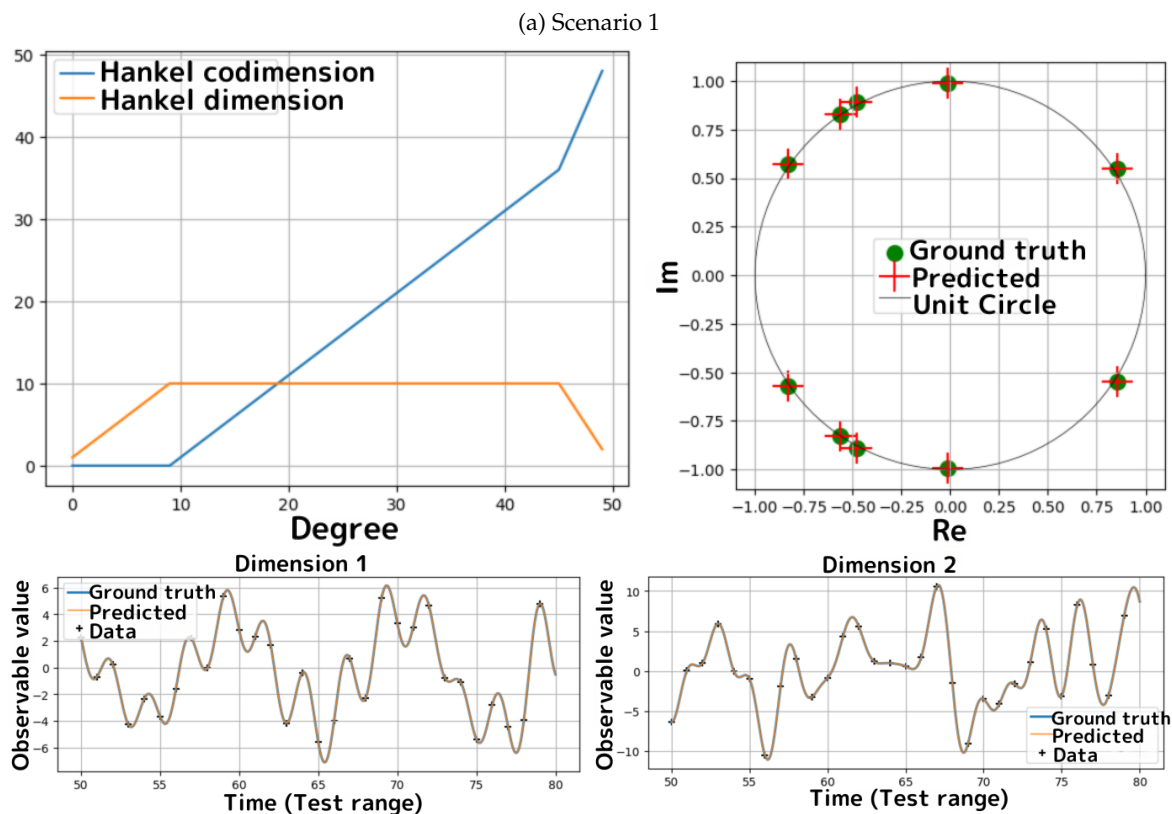 (a) Scenario 1
Hankel codimension
Hankel dimension
50
40
30
20
10
0
0 10 20 30 40 50
Degree
1.00
0.75
0.50
0.25
0.00
−0.25
−0.50
−0.75
−1.00
Im
Ground truth
Predicted
Unit Circle
−1.00 −0.75 −0.50 −0.25 0.00 0.25 0.50 0.75 1.00
Re
Dimension 1
Observable value
6
4
2
0
−2
−4
−6
Ground truth
Predicted
Data
50 55 60 65 70 75 80
Time (Test range)
Dimension 2
Observable value
10
5
0
−5
−10
Ground truth
Predicted
Data
50 55 60 65 70 75 80
Time (Test range)